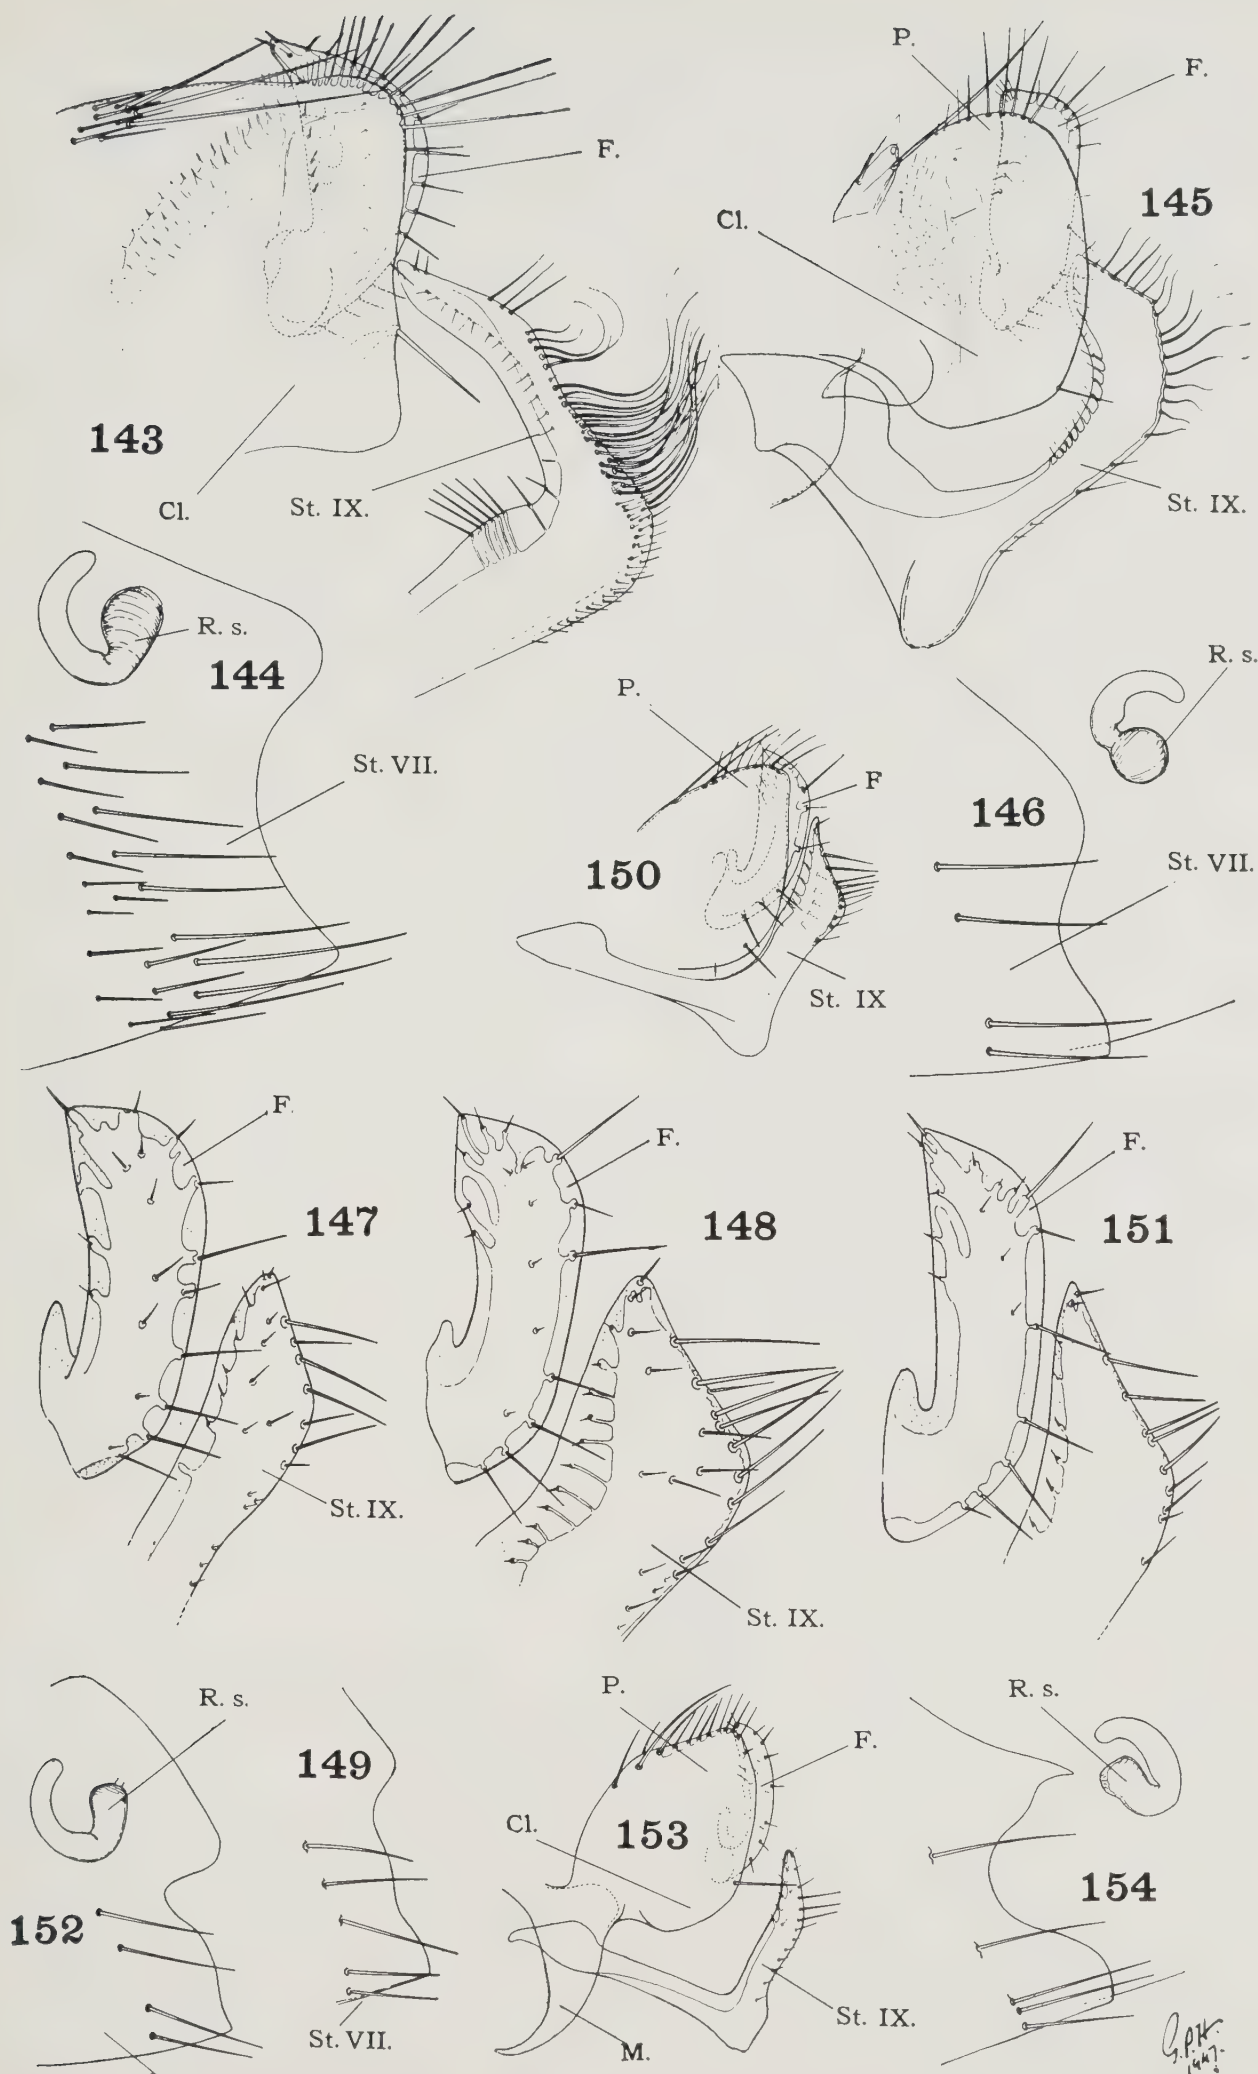 P.
F.
F.
145
Cl.
143
Cl.
St. IX.
St. IX.
R. s.
144
R. s.
P.
St. VII.
F
146
150
St. VII.
St. IX
F.
F.
F.
147
148
151
St. IX.
St. IX.
R. s.
P.
R. s.
149
F.
Cl.
153
154
152
St. VII.
St. IX.
M.
G.P.H.
1947.